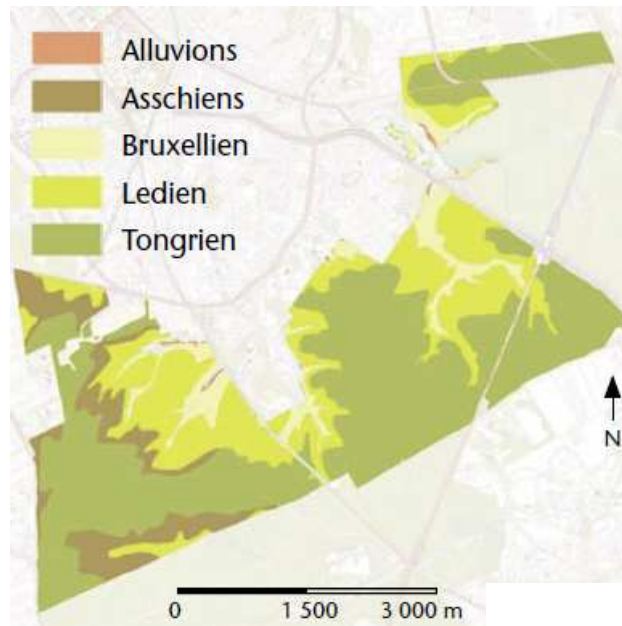 Alluvions
Asschiens
Bruxellien
Ledien
Tongrien
N
0 1 500 3 000 m